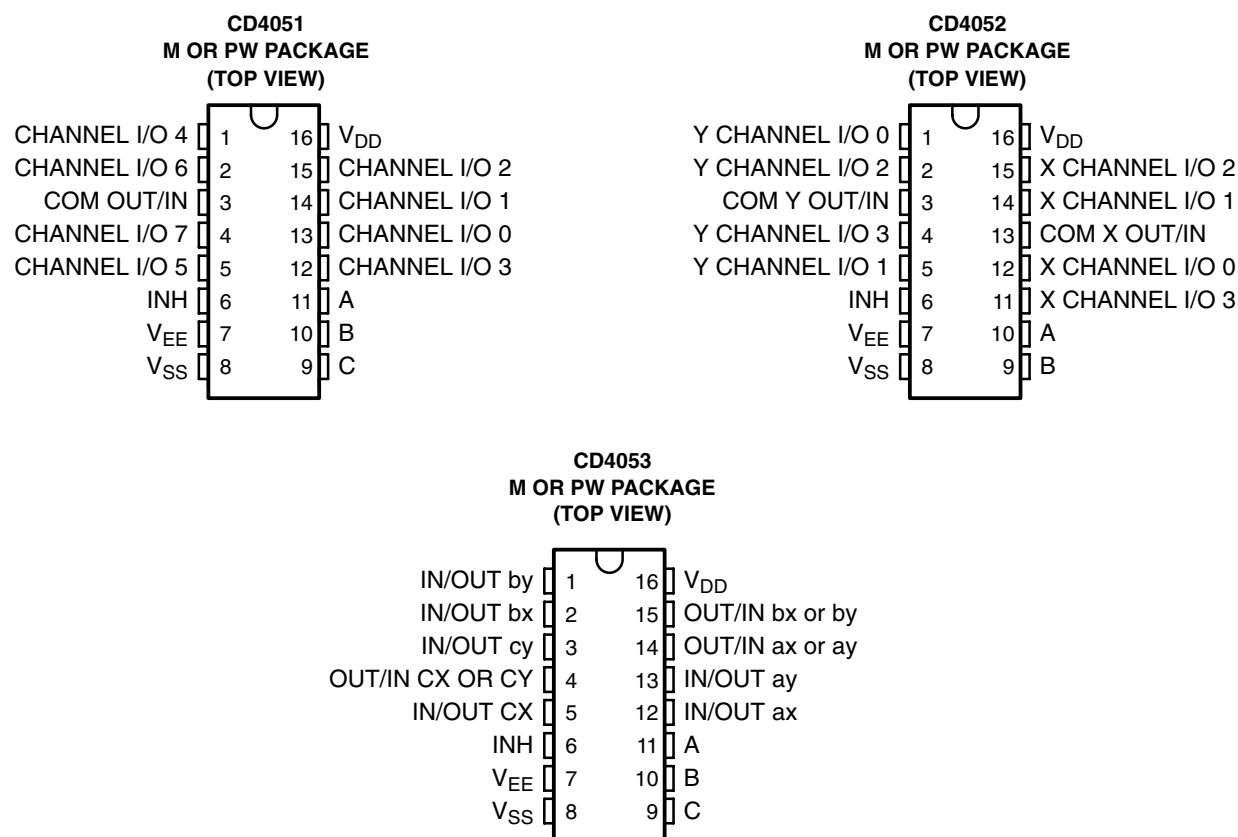 CD4051
M OR PW PACKAGE
(TOP VIEW)
CHANNEL I/O 4 1 16 VDD
CHANNEL I/O 6 2 15 CHANNEL I/O 2
COM OUT/IN 3 14 CHANNEL I/O 1
CHANNEL I/O 7 4 13 CHANNEL I/O 0
CHANNEL I/O 5 5 12 CHANNEL I/O 3
INH 6 11 A
VEE 7 10 B
VSS 8 9 C
CD4052
M OR PW PACKAGE
(TOP VIEW)
Y CHANNEL I/O 0 1 16 VDD
Y CHANNEL I/O 2 2 15 X CHANNEL I/O 2
COM Y OUT/IN 3 14 X CHANNEL I/O 1
Y CHANNEL I/O 3 4 13 COM X OUT/IN
Y CHANNEL I/O 1 5 12 X CHANNEL I/O 0
INH 6 11 X CHANNEL I/O 3
VEE 7 10 A
VSS 8 9 B
CD4053
M OR PW PACKAGE
(TOP VIEW)
IN/OUT by 1 16 VDD
IN/OUT bx 2 15 OUT/IN bx or by
IN/OUT cy 3 14 OUT/IN ax or ay
OUT/IN CX OR CY 4 13 IN/OUT ay
IN/OUT CX 5 12 IN/OUT ax
INH 6 11 A
VEE 7 10 B
VSS 8 9 C